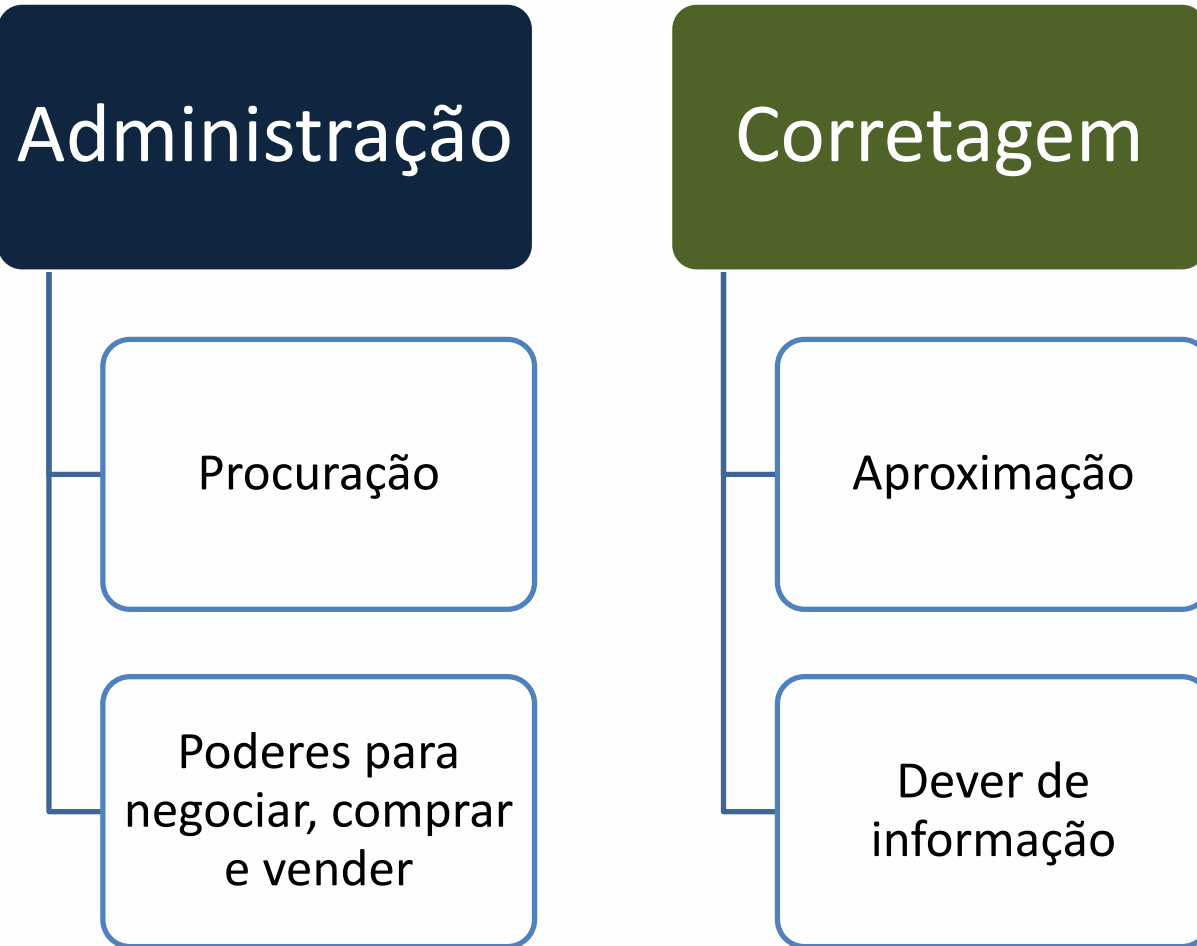 Administração
Procuração
Poderes para
negociar, comprar
e vender
Corretagem
Aproximação
Dever de
informação